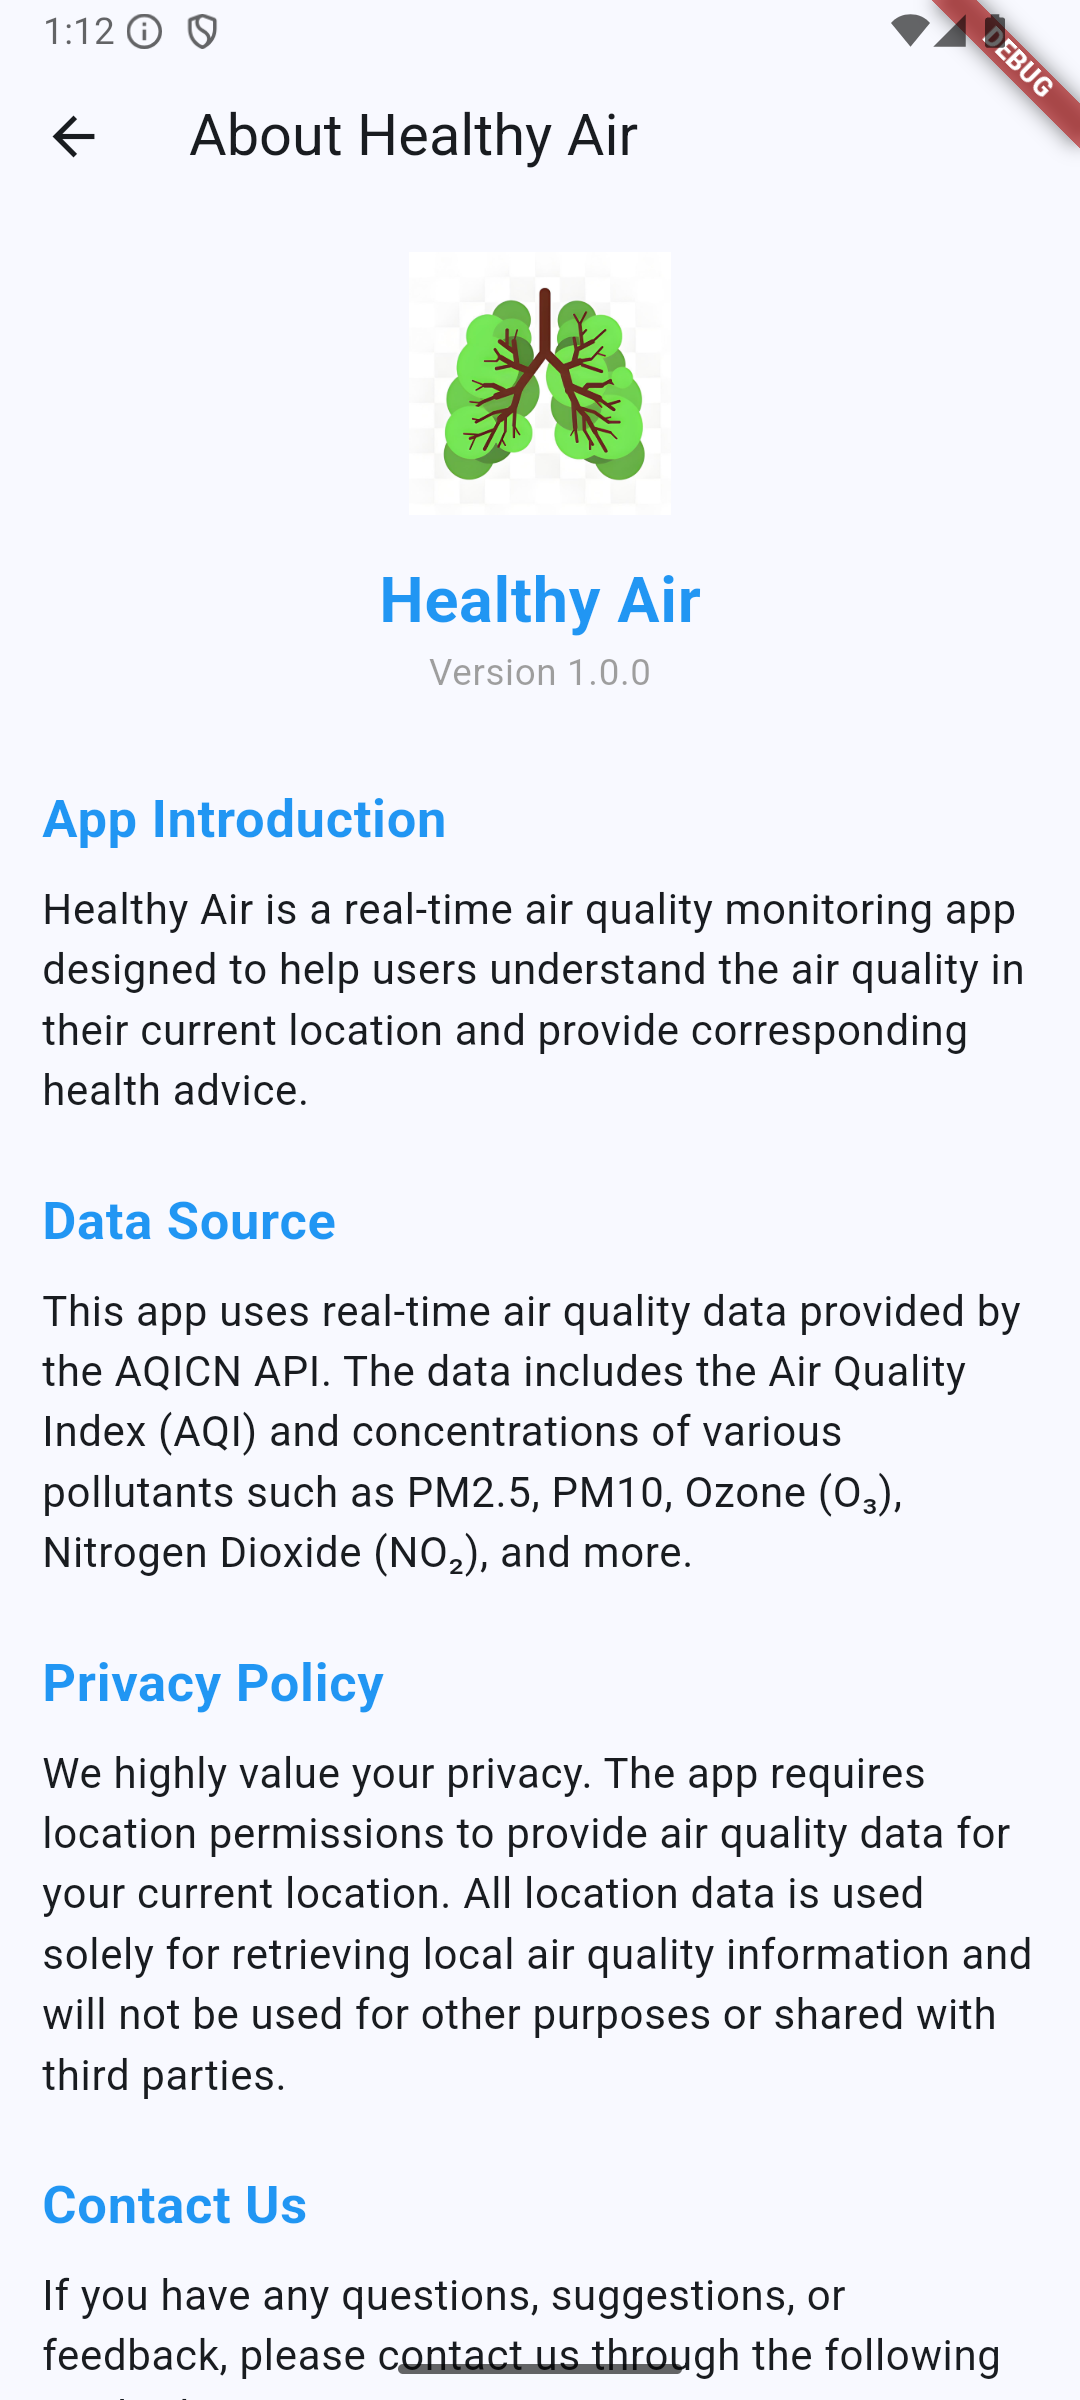 1:12
DEBUG
About Healthy Air
Healthy Air
Version 1.0.0
App Introduction
Healthy Air is a real-time air quality monitoring app
designed to help users understand the air quality in
their current location and provide corresponding
health advice.
Data Source
This app uses real-time air quality data provided by
the AQICN API. The data includes the Air Quality
Index (AQI) and concentrations of various
pollutants such as PM2.5, PM10, Ozone (O₃),
Nitrogen Dioxide (NO₂), and more.
Privacy Policy
We highly value your privacy. The app requires
location permissions to provide air quality data for
your current location. All location data is used
solely for retrieving local air quality information and
will not be used for other purposes or shared with
third parties.
Contact Us
If you have any questions, suggestions, or
feedback, please contact us through the following